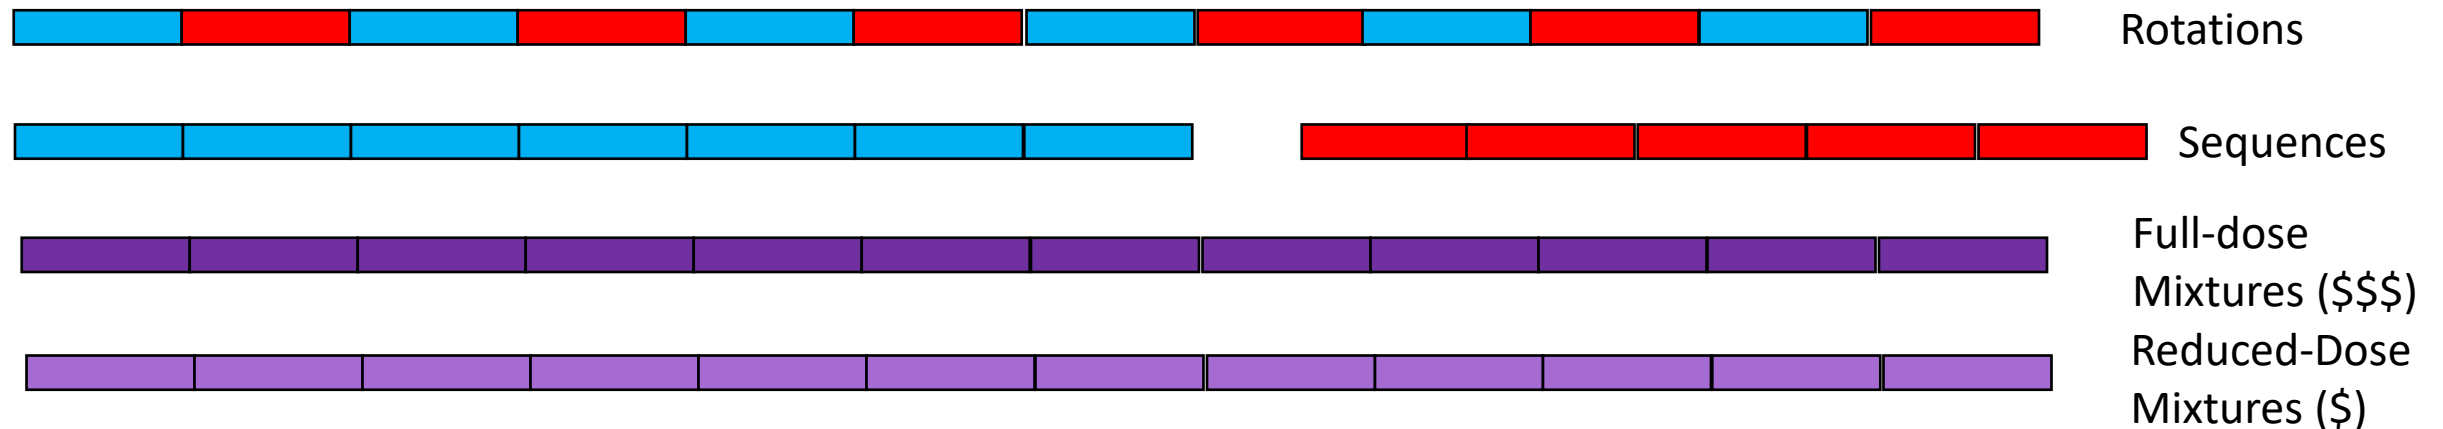 Rotations
Sequences
Full-dose
Mixtures ($$$)
Reduced-Dose
Mixtures ($)